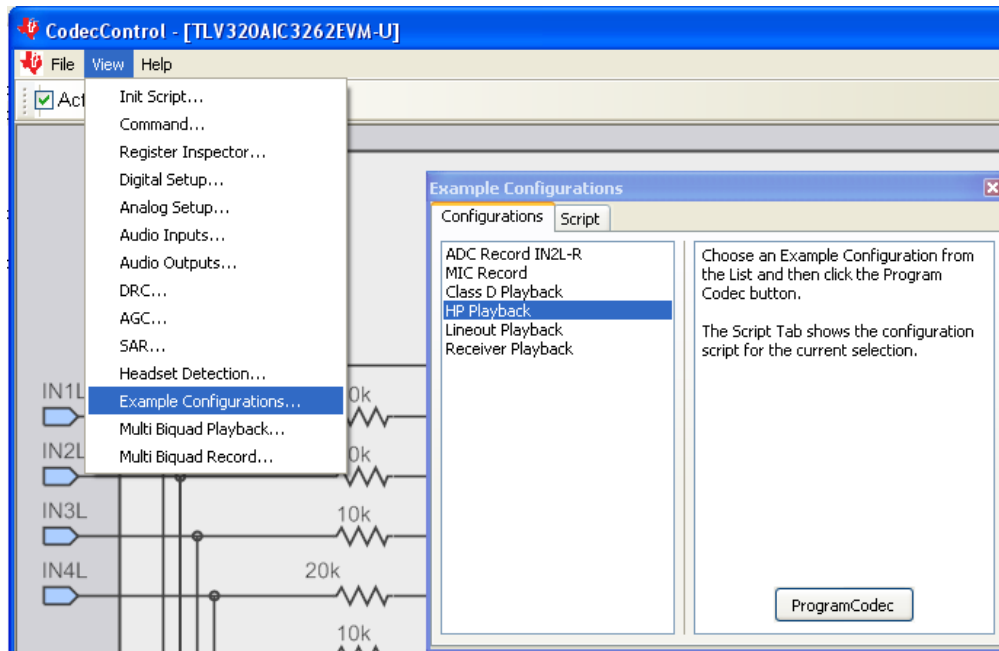 CodecControl - [TLV320AIC3262EVM-U]
File View Help
Init Script...
Command...
Register Inspector...
Digital Setup...
Analog Setup...
Audio Inputs...
Audio Outputs...
DRC...
AGC...
SAR...
Headset Detection...
Example Configurations...
Multi Biquad Playback...
Multi Biquad Record...
Example Configurations
Configurations Script
ADC Record IN2L-R
MIC Record
Class D Playback
HP Playback
Lineout Playback
Receiver Playback
Choose an Example Configuration from
the List and then click the Program
Codec button.
The Script Tab shows the configuration
script for the current selection.
ProgramCodec
IN1L
IN2L
IN3L
10k
IN4L
20k
10k